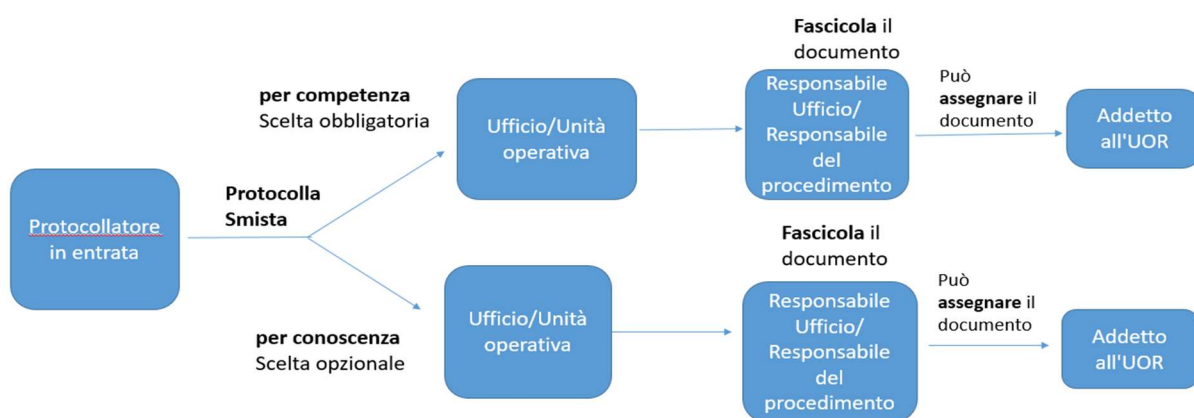 Protocollatore
in entrata
Protocolla
Smista
per competenza
Scelta obbligatoria
Ufficio/Unità
operativa
Fascicola il
documento
Responsabile
Ufficio/
Responsabile
del
procedimento
Può
assegnare il
documento
Addetto
all'UOR
per conoscenza
Scelta opzionale
Ufficio/Unità
operativa
Fascicola il
documento
Responsabile
Ufficio/
Responsabile
del
procedimento
Può
assegnare il
documento
Addetto
all'UOR